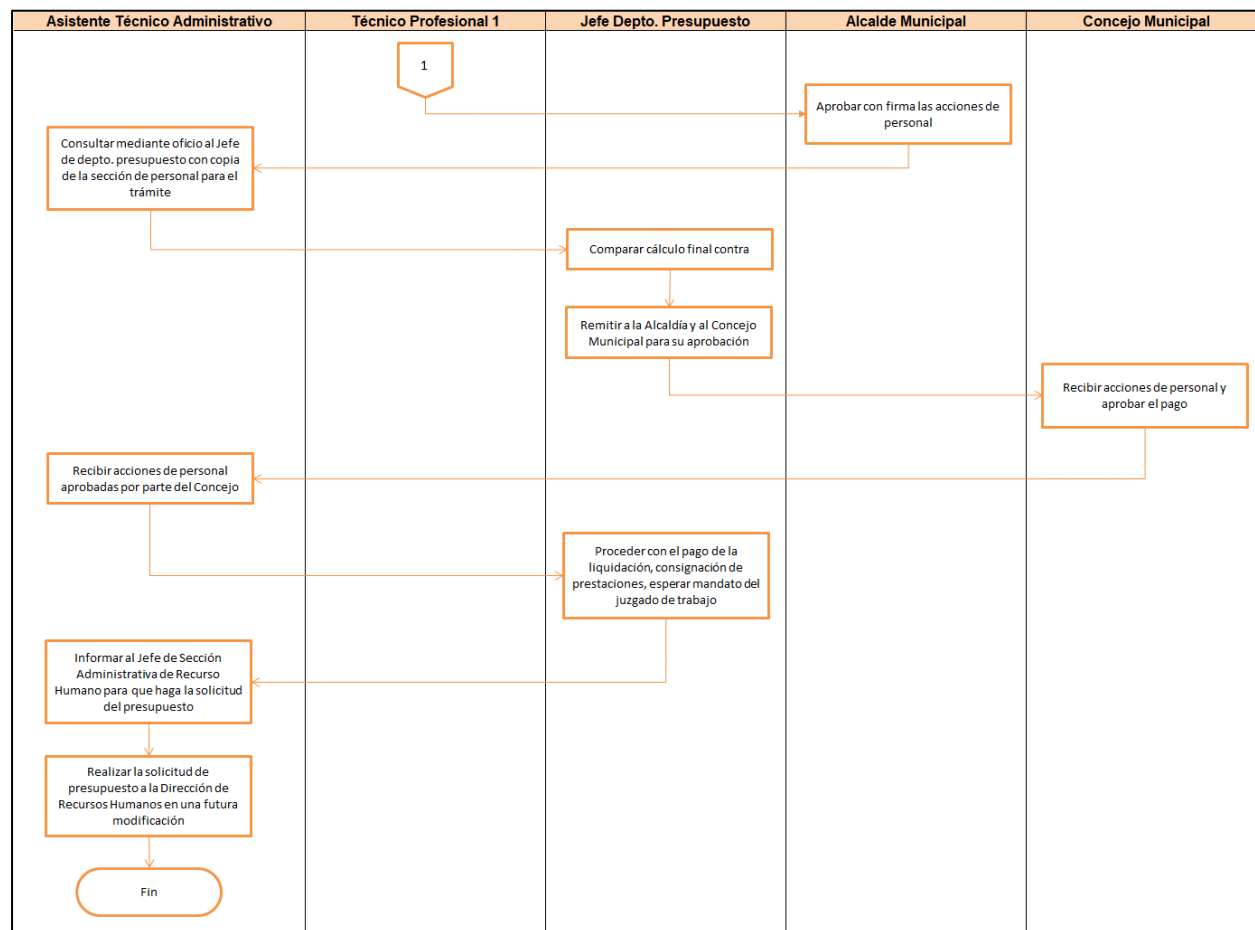 Asistente Técnico Administrativo
Técnico Profesional 1
Jefe Depto. Presupuesto
Alcalde Municipal
Concejo Municipal
1
Aprobar con firma las acciones de
personal
Consultar mediante oficio al Jefe
de depto. presupuesto con copia
de la sección de personal para el
trámite
Comparar cálculo final contra
Remitir a la Alcaldía y al Concejo
Municipal para su aprobación
Recibir acciones de personal y
aprobar el pago
Recibir acciones de personal
aprobadas por parte del Concejo
Proceder con el pago de la
liquidación, consignación de
prestaciones, esperar mandato del
juzgado de trabajo
Informar al Jefe de Sección
Administrativa de Recurso
Humano para que haga la solicitud
del presupuesto
Realizar la solicitud de
presupuesto a la Dirección de
Recursos Humanos en una futura
modificación
Fin